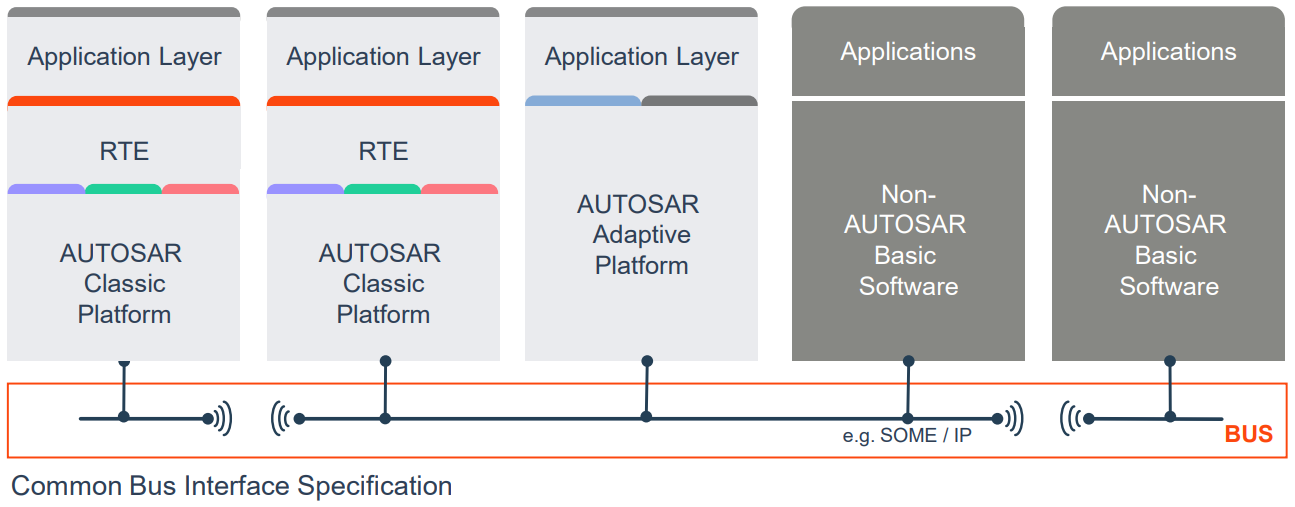 Application Layer
RTE
AUTOSAR
Classic
Platform
Application Layer
RTE
AUTOSAR
Classic
Platform
Application Layer
AUTOSAR
Adaptive
Platform
Applications
Non-
AUTOSAR
Basic
Software
Applications
Non-
AUTOSAR
Basic
Software
e.g. SOME / IP
BUS
Common Bus Interface Specification